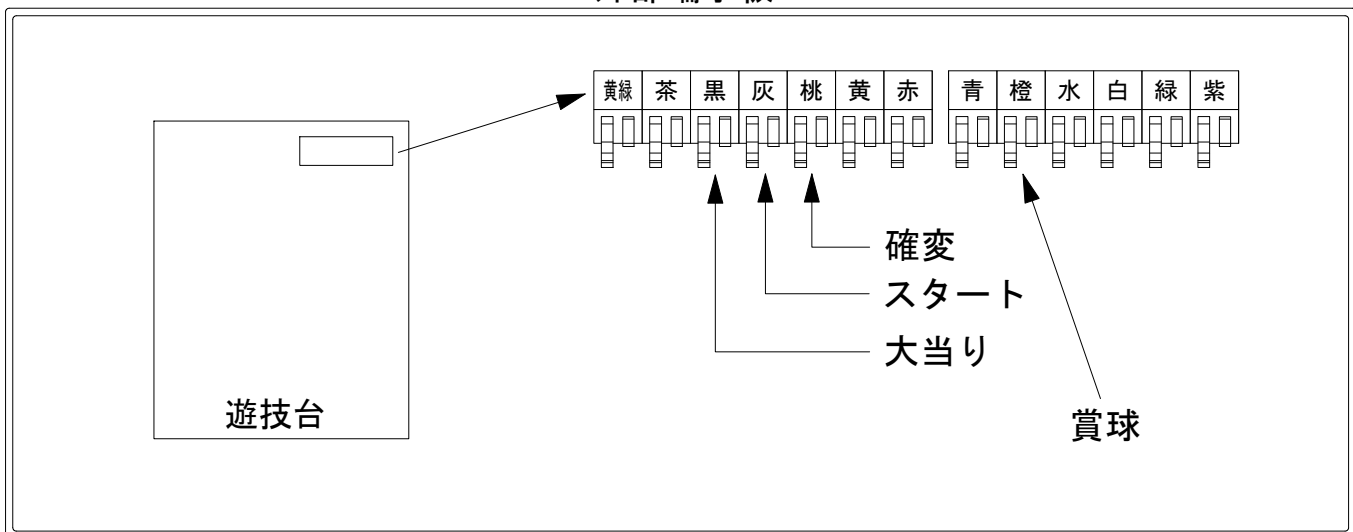 黄緑 茶 黒 灰 桃 黄 赤 青 橙 水 白 緑 紫
確変
スタート
大当り
賞球
遊技台